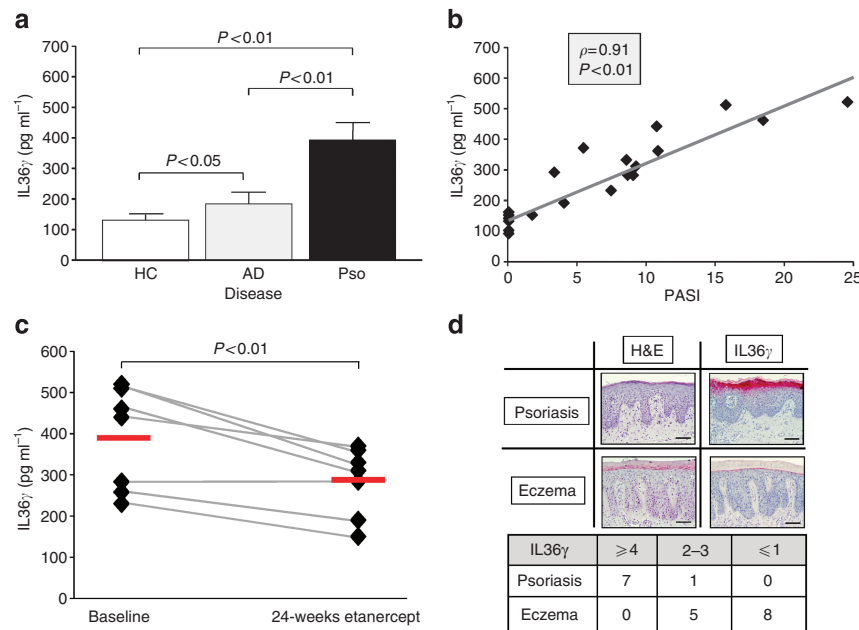 a
P<0.01
P<0.01
P<0.05
IL36γ (pg ml⁻¹)
700
600
500
400
300
200
100
0
HC AD Pso
Disease
b
ρ=0.91
P<0.01
IL36γ (pg ml⁻¹)
700
600
500
400
300
200
100
0
0 5 10 15 20 25
PASI
c
P<0.01
IL36γ (pg ml⁻¹)
600
500
400
300
200
100
000
Baseline 24-weeks etanercept
d
H&E IL36γ
Psoriasis
Eczema
IL36γ ⩾4 2–3 ⩽1
Psoriasis 7 1 0
Eczema 0 5 8